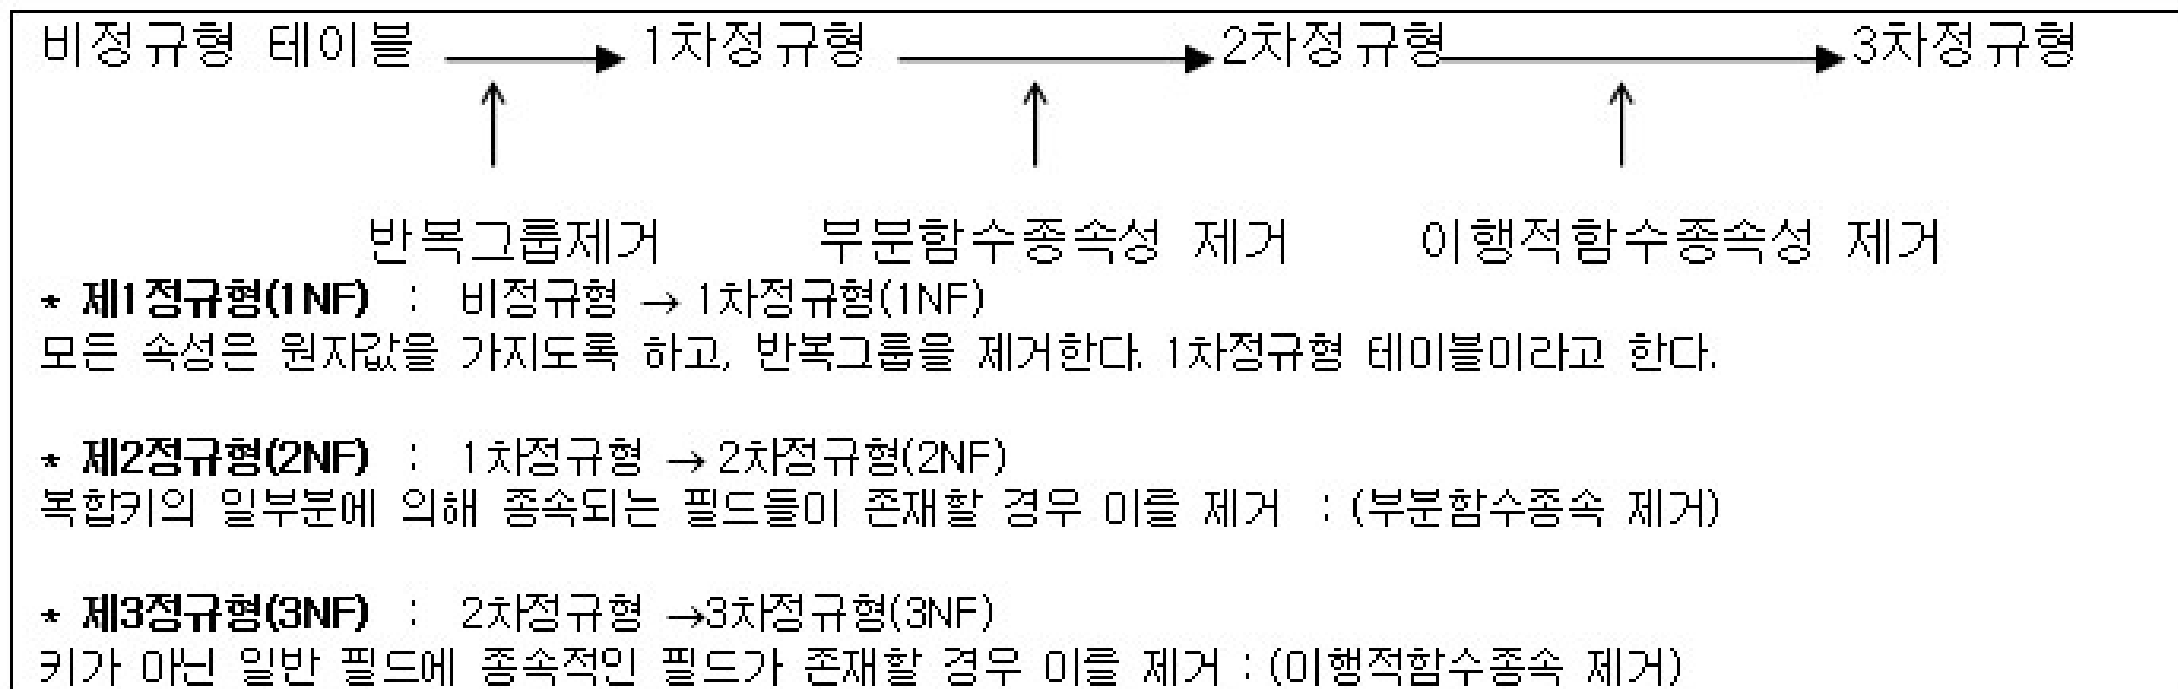 비정규형 테이블 → 1차정규형 → 2차정규형 → 3차정규형
반복그룹제거 부분함수종속성 제거 이행적함수종속성 제거
* 제1정규형(1NF) : 비정규형 → 1차정규형(1NF)
모든 속성은 원자값을 가지도록 하고, 반복그룹을 제거한다. 1차정규형 테이블이라고 한다.
* 제2정규형(2NF) : 1차정규형 → 2차정규형(2NF)
복합키의 일부분에 의해 종속되는 필드들이 존재할 경우 이를 제거 : (부분함수종속 제거)
* 제3정규형(3NF) : 2차정규형 →3차정규형(3NF)
키가 아닌 일반 필드에 종속적인 필드가 존재할 경우 이를 제거 : (이행적함수종속 제거)